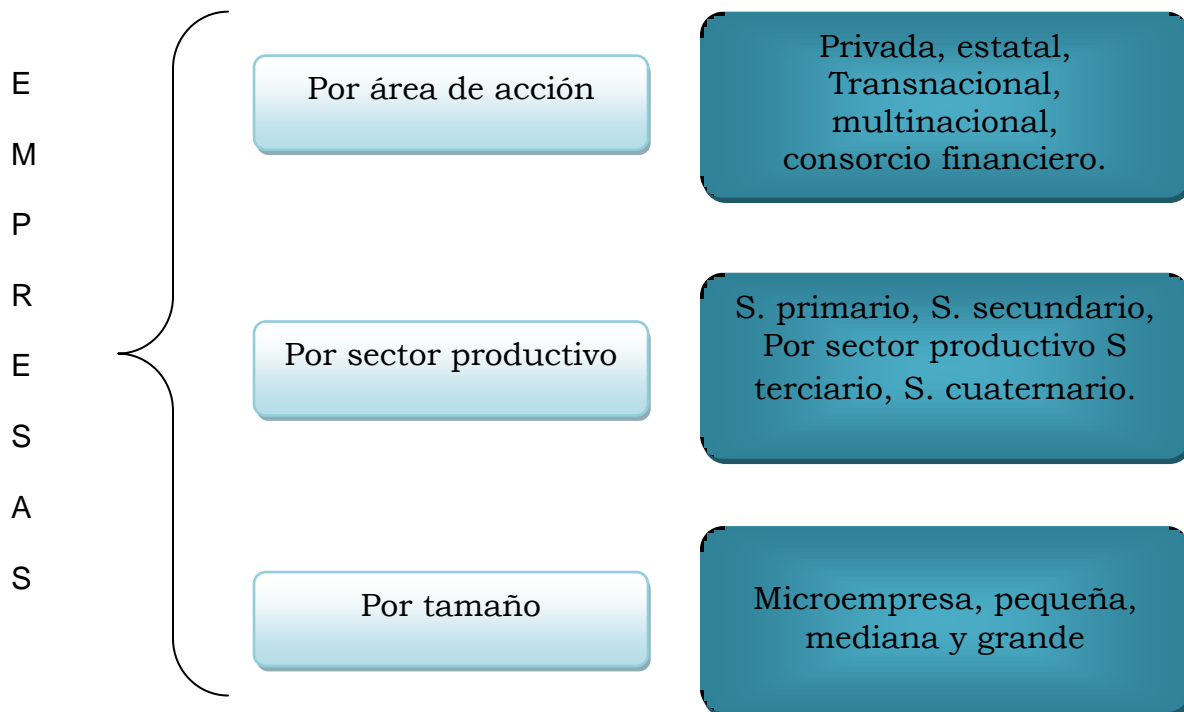 E
M
P
R
E
S
A
S
Por área de acción
Privada, estatal,
Transnacional,
multinacional,
consorcio financiero.
Por sector productivo
S. primario, S. secundario,
Por sector productivo S
terciario, S. cuaternario.
Por tamaño
Microempresa, pequeña,
mediana y grande